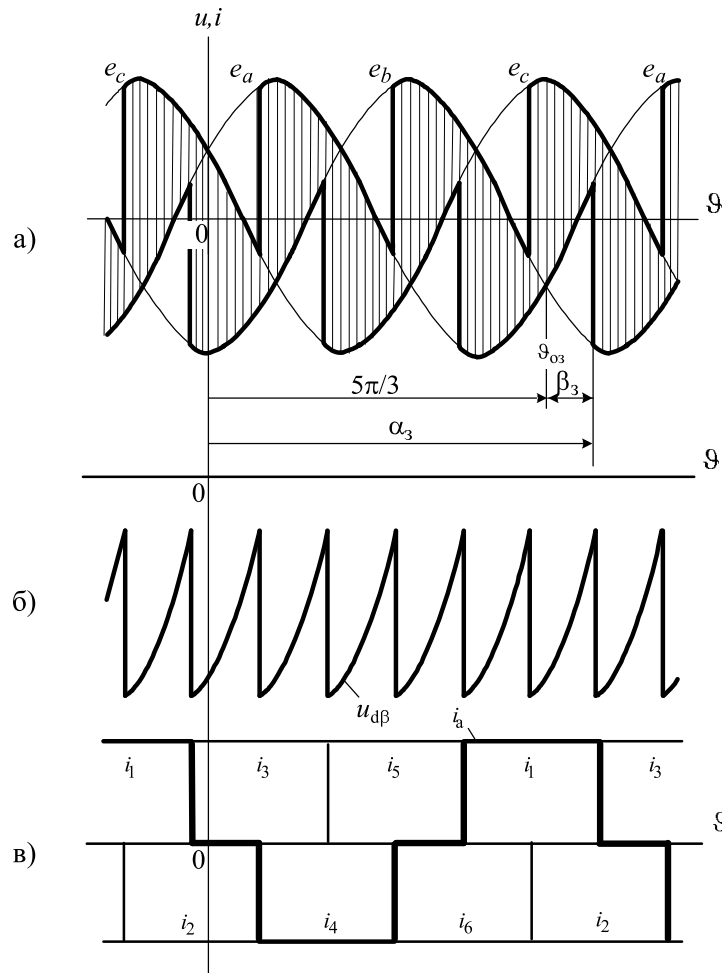 u,i
e_c e_a e_b e_c e_a
ϑ
а)
0
ϑ_оз
5π/3 β_з
α_з
ϑ
0
б)
u_dβ
i_a
i_1 i_3 i_5 i_1 i_3
ϑ
в)
0
i_2 i_4 i_6 i_2